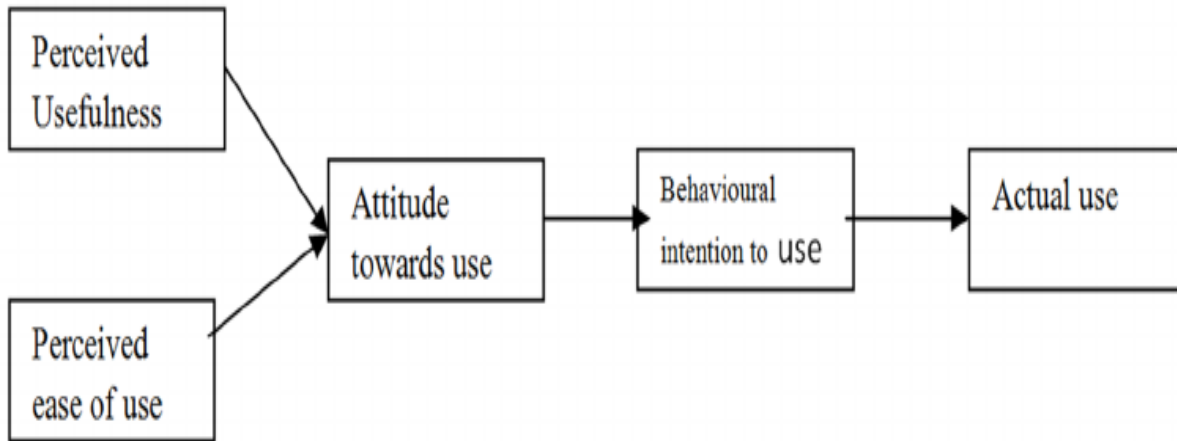 Perceived
Usefulness
Perceived
ease of use
Attitude
towards use
Behavioural
intention to use
Actual use